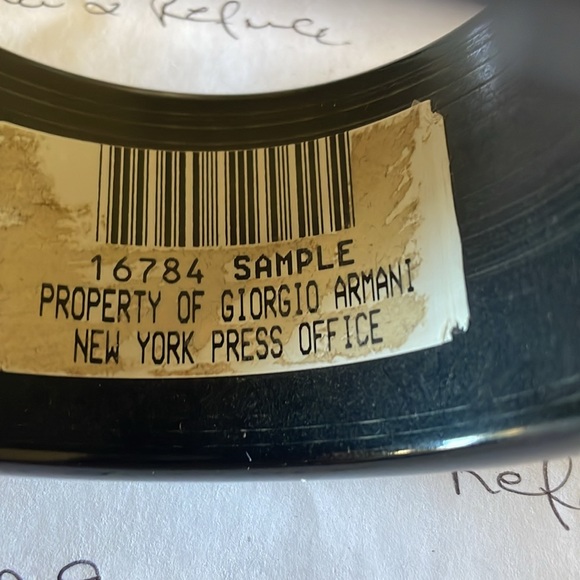 16784 SAMPLE
PROPERTY OF GIORGIO ARMANI
NEW YORK PRESS OFFICE